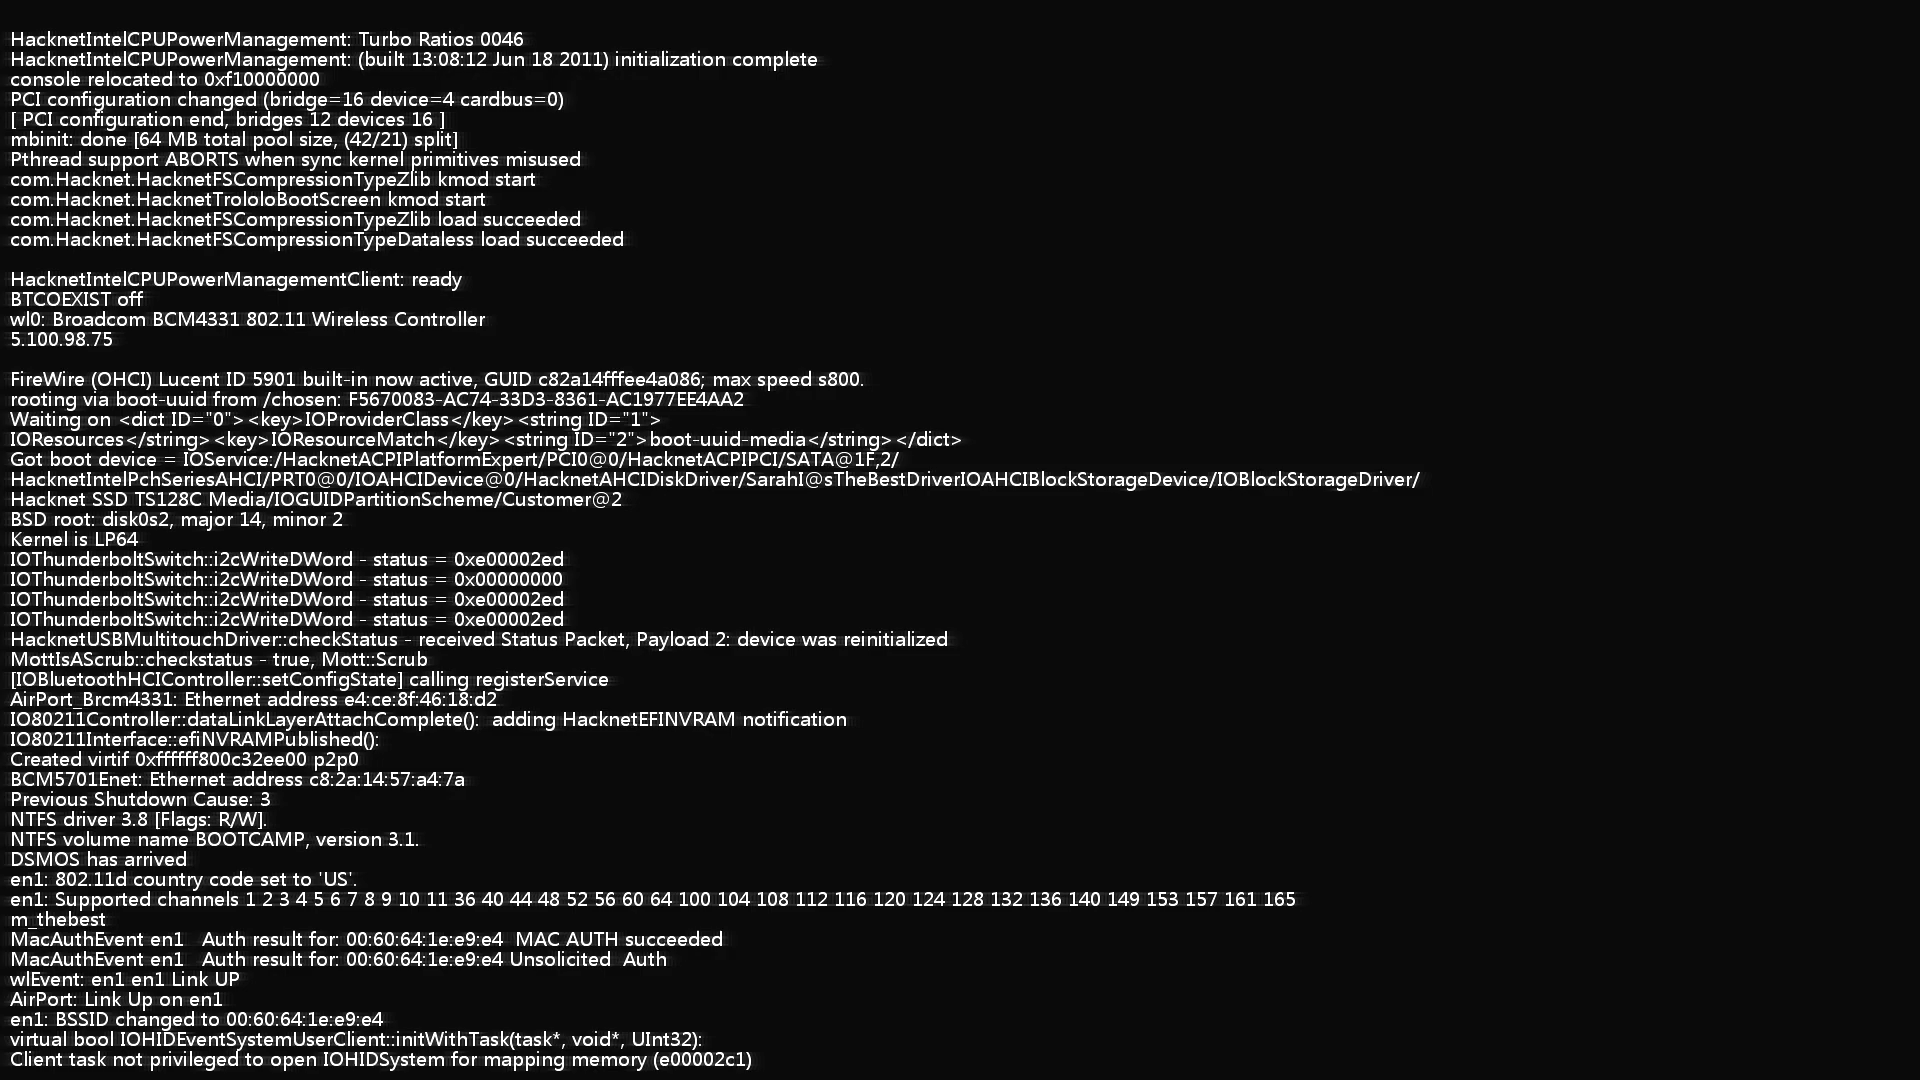 HacknetIntelCPUPowerManagement: Turbo Ratios 0046
HacknetIntelCPUPowerManagement: (built 13:08:12 Jun 18 2011) initialization complete
console relocated to 0xf10000000
PCI configuration changed (bridge=16 device=4 cardbus=0)
[ PCI configuration end, bridges 12 devices 16 ]
mbinit: done [64 MB total pool size, (42/21) split]
Pthread support ABORTS when sync kernel primitives misused
com.Hacknet.HacknetFSCompressionTypeZlib kmod start
com.Hacknet.HacknetTrololoBootScreen kmod start
com.Hacknet.HacknetFSCompressionTypeZlib load succeeded
com.Hacknet.HacknetFSCompressionTypeDataless load succeeded

HacknetIntelCPUPowerManagementClient: ready
BTCOEXIST off
wl0: Broadcom BCM4331 802.11 Wireless Controller
5.100.98.75

FireWire (OHCI) Lucent ID 5901 built-in now active, GUID c82a14fffee4a086; max speed s800.
rooting via boot-uuid from /chosen: F5670083-AC74-33D3-8361-AC1977EE4AA2
Waiting on <dict ID="0"><key>IOProviderClass</key><string ID="1">
IOResources</string><key>IOResourceMatch</key><string ID="2">boot-uuid-media</string></dict>
Got boot device = IOService:/HacknetACPIPlatformExpert/PCI0@0/HacknetACPIPCI/SATA@1F,2/
HacknetIntelPchSeriesAHCI/PRT0@0/IOAHCIDevice@0/HacknetAHCIDiskDriver/SarahI@sTheBestDriverIOAHCIBlockStorageDevice/IOBlockStorageDriver/
Hacknet SSD TS128C Media/IOGUIDPartitionScheme/Customer@2
BSD root: disk0s2, major 14, minor 2
Kernel is LP64
IOThunderboltSwitch::i2cWriteDWord - status = 0xe00002ed
IOThunderboltSwitch::i2cWriteDWord - status = 0x00000000
IOThunderboltSwitch::i2cWriteDWord - status = 0xe00002ed
IOThunderboltSwitch::i2cWriteDWord - status = 0xe00002ed
HacknetUSBMultitouchDriver::checkStatus - received Status Packet, Payload 2: device was reinitialized
MottIsAScrub::checkstatus - true, Mott::Scrub
[IOBluetoothHCIController::setConfigState] calling registerService
AirPort_Brcm4331: Ethernet address e4:ce:8f:46:18:d2
IO80211Controller::dataLinkLayerAttachComplete():  adding HacknetEFINVRAM notification
IO80211Interface::efiNVRAMPublished():
Created virtif 0xffffff800c32ee00 p2p0
BCM5701Enet: Ethernet address c8:2a:14:57:a4:7a
Previous Shutdown Cause: 3
NTFS driver 3.8 [Flags: R/W].
NTFS volume name BOOTCAMP, version 3.1.
DSMOS has arrived
en1: 802.11d country code set to 'US'.
en1: Supported channels 1 2 3 4 5 6 7 8 9 10 11 36 40 44 48 52 56 60 64 100 104 108 112 116 120 124 128 132 136 140 149 153 157 161 165
m_thebest
MacAuthEvent en1   Auth result for: 00:60:64:1e:e9:e4  MAC AUTH succeeded
MacAuthEvent en1   Auth result for: 00:60:64:1e:e9:e4 Unsolicited  Auth
wlEvent: en1 en1 Link UP
AirPort: Link Up on en1
en1: BSSID changed to 00:60:64:1e:e9:e4
virtual bool IOHIDEventSystemUserClient::initWithTask(task*, void*, UInt32):
Client task not privileged to open IOHIDSystem for mapping memory (e00002c1)